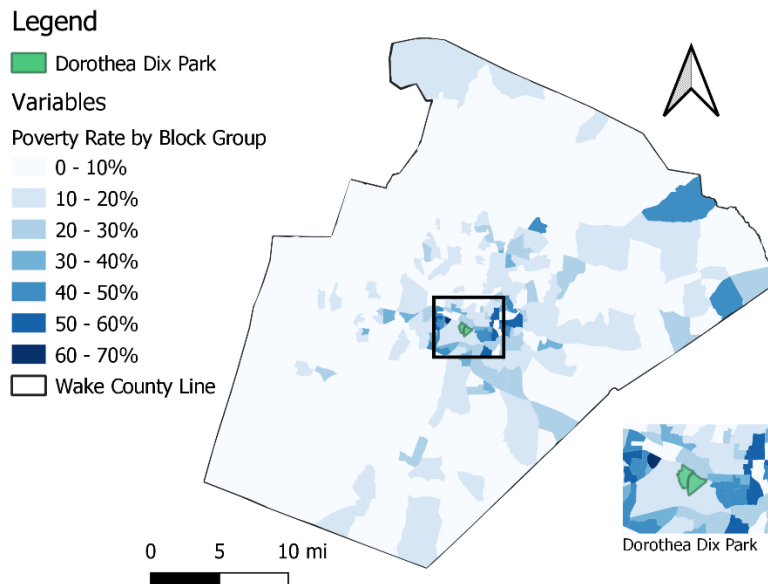 Legend
Dorothea Dix Park
Variables
Poverty Rate by Block Group
0 - 10%
10 - 20%
20 - 30%
30 - 40%
40 - 50%
50 - 60%
60 - 70%
Wake County Line
0 5 10 mi
Dorothea Dix Park